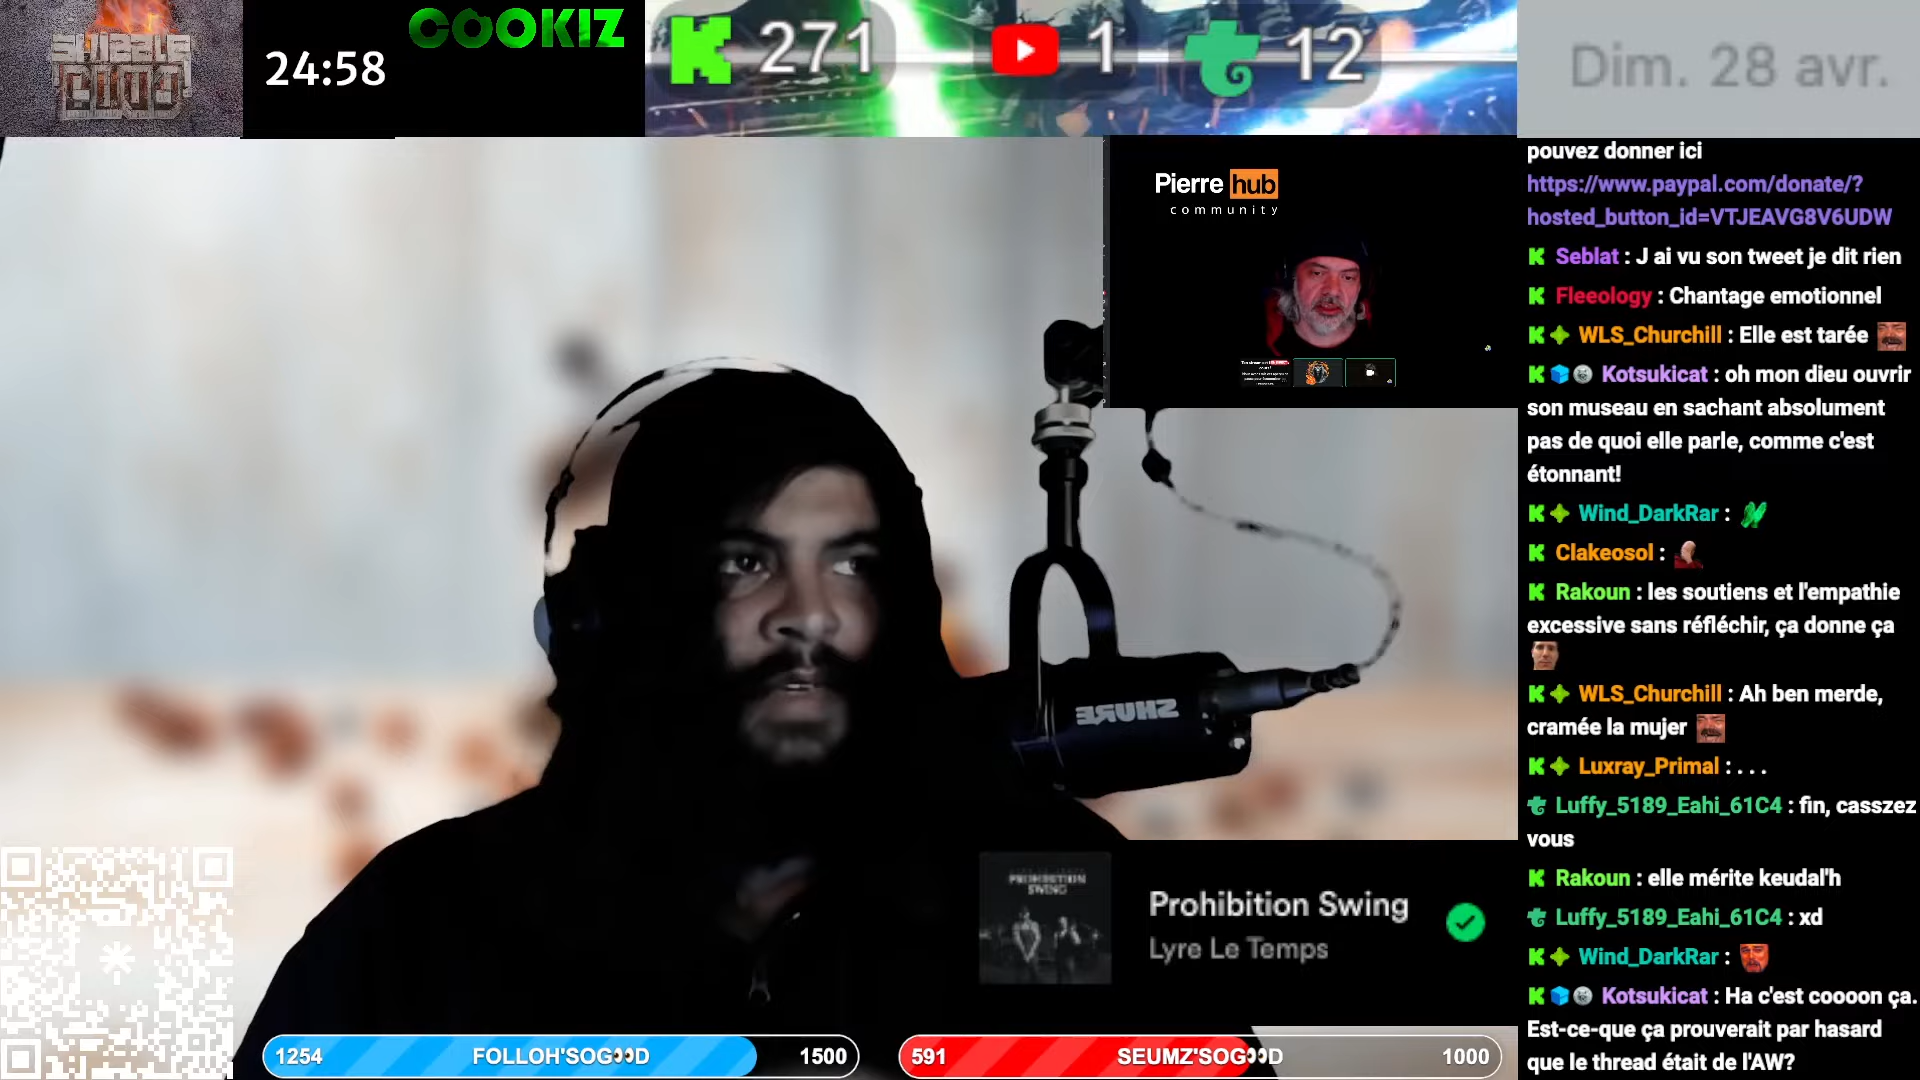 SHIZZLE
24:58
COOKIZ
271
1
12
Dim. 28 avr.
Pierre hub
community
pouvez donner ici
https://www.paypal.com/donate/?
hosted_button_id=VTJEAVG8V6UDW
Seblat : J ai vu son tweet je dit rien
Fleeology : Chantage emotionnel
WLS_Churchill : Elle est tarée
Kotsukicat : oh mon dieu ouvrir
son museau en sachant absolument
pas de quoi elle parle, comme c'est
étonnant!
Wind_DarkRar :
Clakeosol :
Rakoun : les soutiens et l'empathie
excessive sans réfléchir, ça donne ça
WLS_Churchill : Ah ben merde,
cramée la mujer
Luxray_Primal : . . .
Luffy_5189_Eahi_61C4 : fin, casszez
vous
Rakoun : elle mérite keudal'h
Luffy_5189_Eahi_61C4 : xd
Wind_DarkRar :
Kotsukicat : Ha c'est coooon ça.
Est-ce-que ça prouverait par hasard
que le thread était de l'AW?
SHURE
PROHIBITION
SWING
Prohibition Swing
Lyre Le Temps
1254 FOLLOH'SOG👀D 1500
591 SEUMZ'SOG👀D 1000